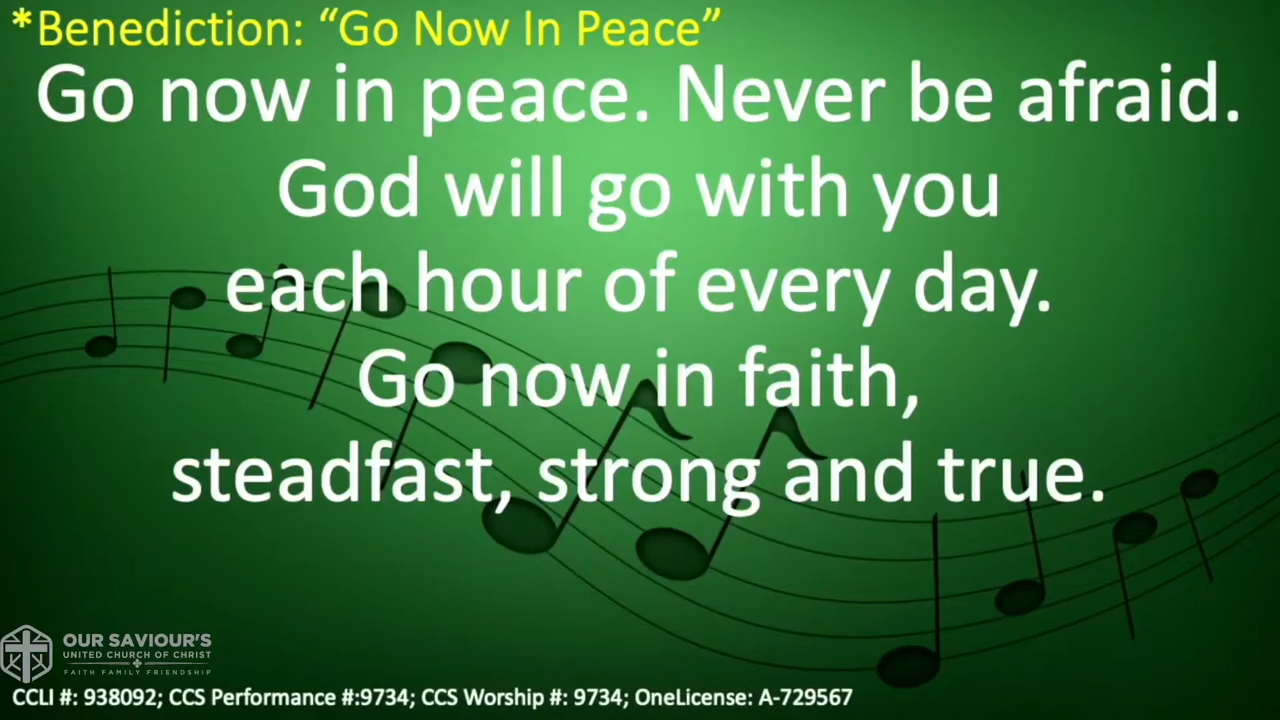 *Benediction: “Go Now In Peace”
Go now in peace. Never be afraid.
God will go with you
each hour of every day.
Go now in faith,
steadfast, strong and true.
OUR SAVIOUR'S
UNITED CHURCH OF CHRIST
FAITH FAMILY FRIENDSHIP
CCLI #: 938092; CCS Performance #:9734; CCS Worship #: 9734; OneLicense: A-729567